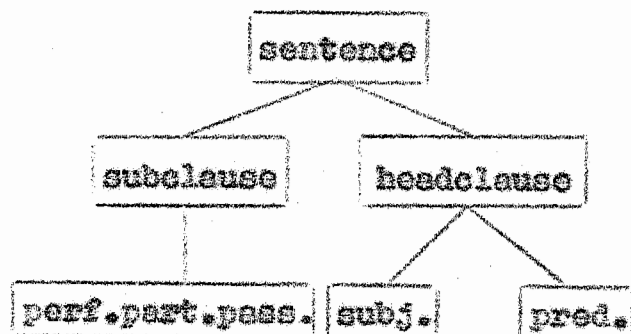 sentence
subclause headclause
perf.part.pass. subj. pred.